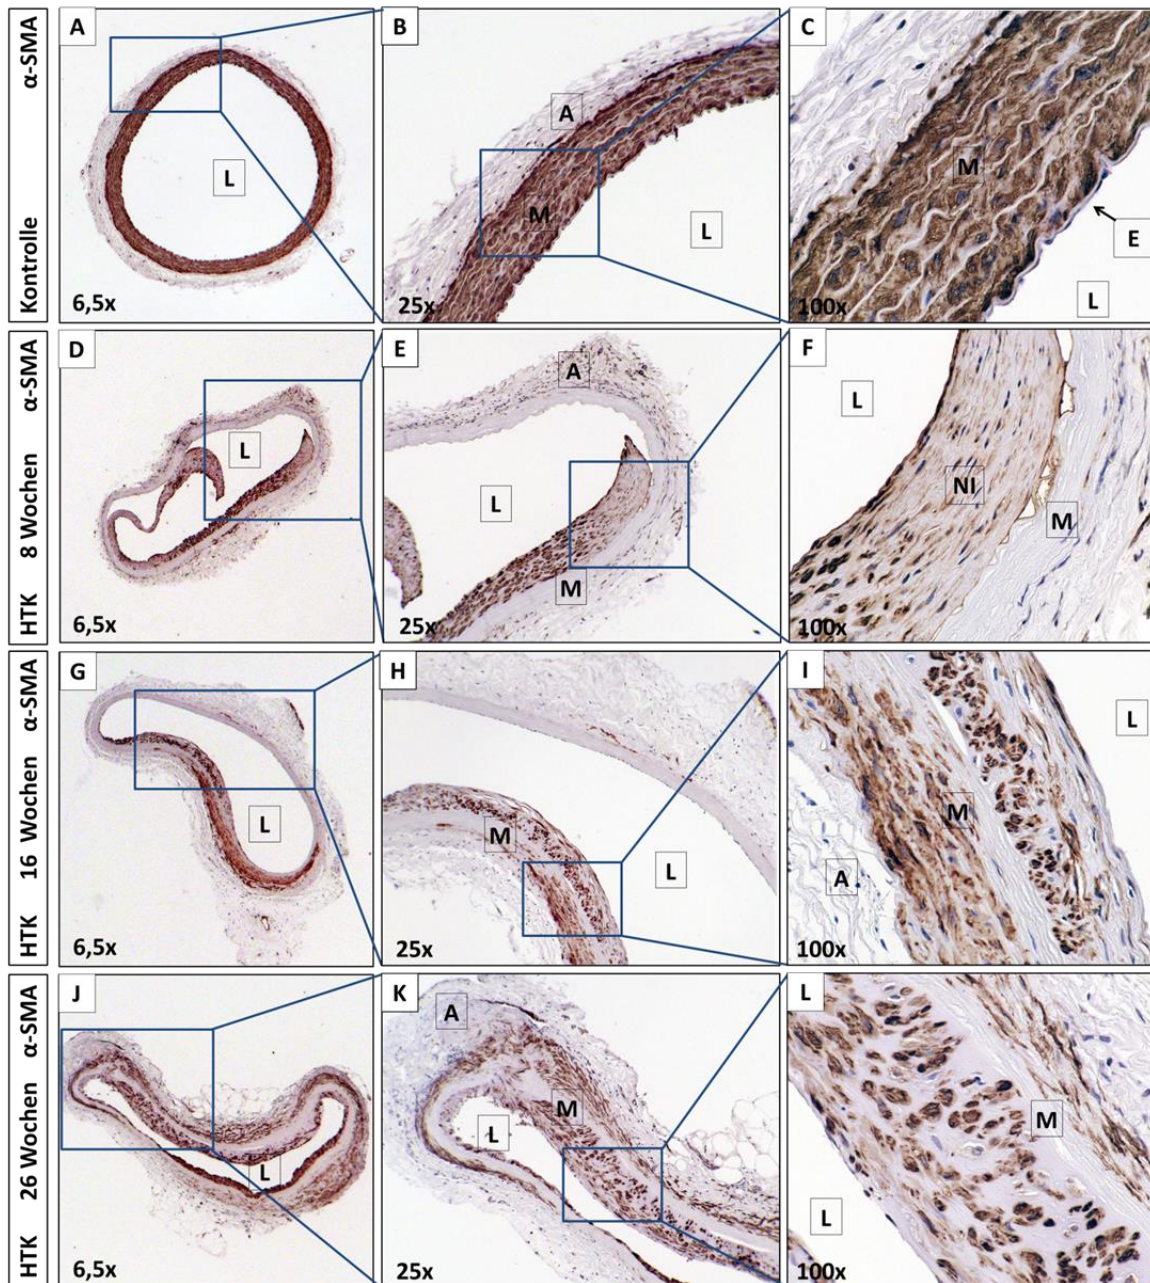 α-SMA
Kontrolle
A
L
6,5x
B
A
M
L
25x
C
M
E
L
100x
α-SMA
8 Wochen
HTK
D
L
6,5x
E
A
L
M
25x
F
L
NI
M
100x
α-SMA
16 Wochen
HTK
G
L
6,5x
H
M
L
25x
I
L
M
A
100x
α-SMA
26 Wochen
HTK
J
L
6,5x
K
A
M
L
25x
L
M
L
100x